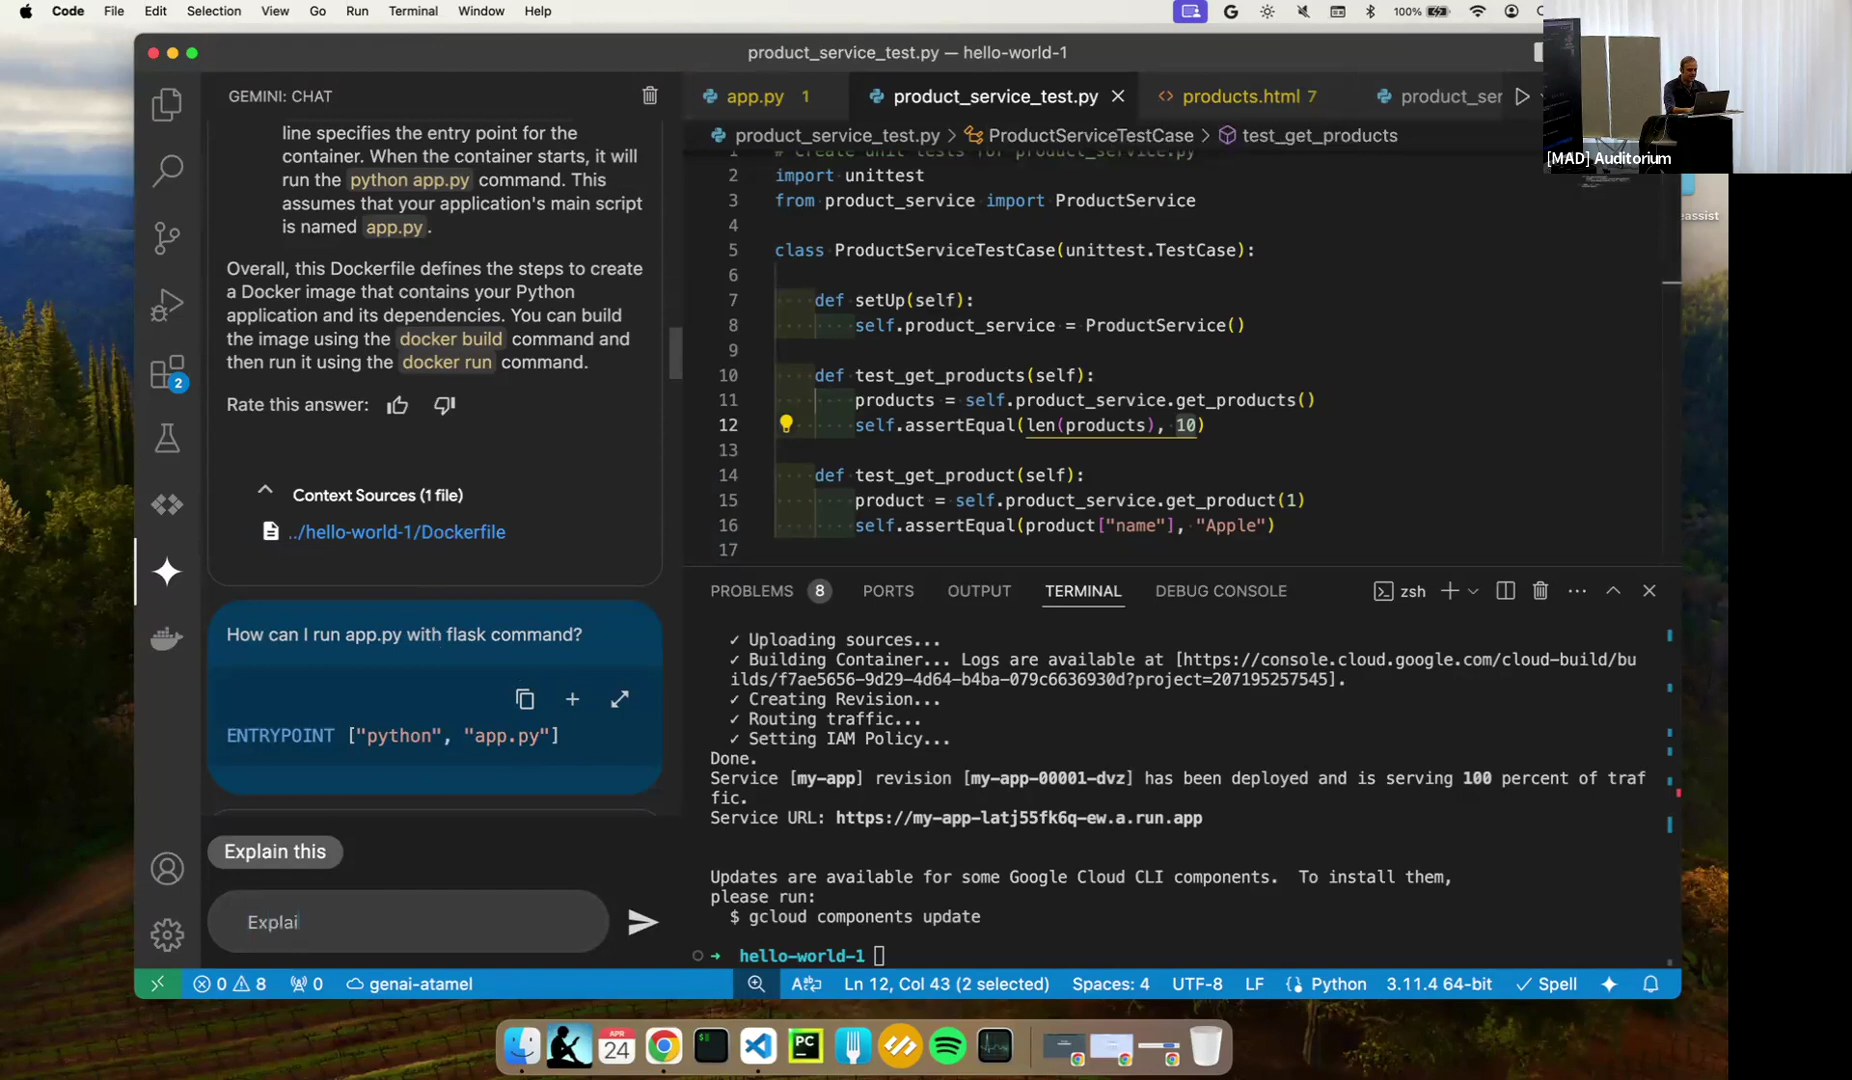 Code File Edit Selection View Go Run Terminal Window Help
100%
product_service_test.py — hello-world-1
[MAD] Auditorium
eassist
GEMINI: CHAT
line specifies the entry point for the
container. When the container starts, it will
run the python app.py command. This
assumes that your application's main script
is named app.py.
Overall, this Dockerfile defines the steps to create
a Docker image that contains your Python
application and its dependencies. You can build
the image using the docker build command and
then run it using the docker run command.
Rate this answer:
Context Sources (1 file)
../hello-world-1/Dockerfile
How can I run app.py with flask command?
ENTRYPOINT ["python", "app.py"]
Explain this
Explai
2
app.py 1 product_service_test.py products.html 7 product_ser
product_service_test.py > ProductServiceTestCase > test_get_products
1 # Create unit tests for product_service.py
2 import unittest
3 from product_service import ProductService
4
5 class ProductServiceTestCase(unittest.TestCase):
6
7 def setUp(self):
8 self.product_service = ProductService()
9
10 def test_get_products(self):
11 products = self.product_service.get_products()
12 self.assertEqual(len(products), 10)
13
14 def test_get_product(self):
15 product = self.product_service.get_product(1)
16 self.assertEqual(product["name"], "Apple")
17
PROBLEMS 8 PORTS OUTPUT TERMINAL DEBUG CONSOLE zsh
✓ Uploading sources...
✓ Building Container... Logs are available at [https://console.cloud.google.com/cloud-build/bu
ilds/f7ae5656-9d29-4d64-b4ba-079c6636930d?project=207195257545].
✓ Creating Revision...
✓ Routing traffic...
✓ Setting IAM Policy...
Done.
Service [my-app] revision [my-app-00001-dvz] has been deployed and is serving 100 percent of traf
fic.
Service URL: https://my-app-latj55fk6q-ew.a.run.app
Updates are available for some Google Cloud CLI components. To install them,
please run:
$ gcloud components update
→ hello-world-1
0 8 0 genai-atamel Ln 12, Col 43 (2 selected) Spaces: 4 UTF-8 LF Python 3.11.4 64-bit Spell
APR
24
PC